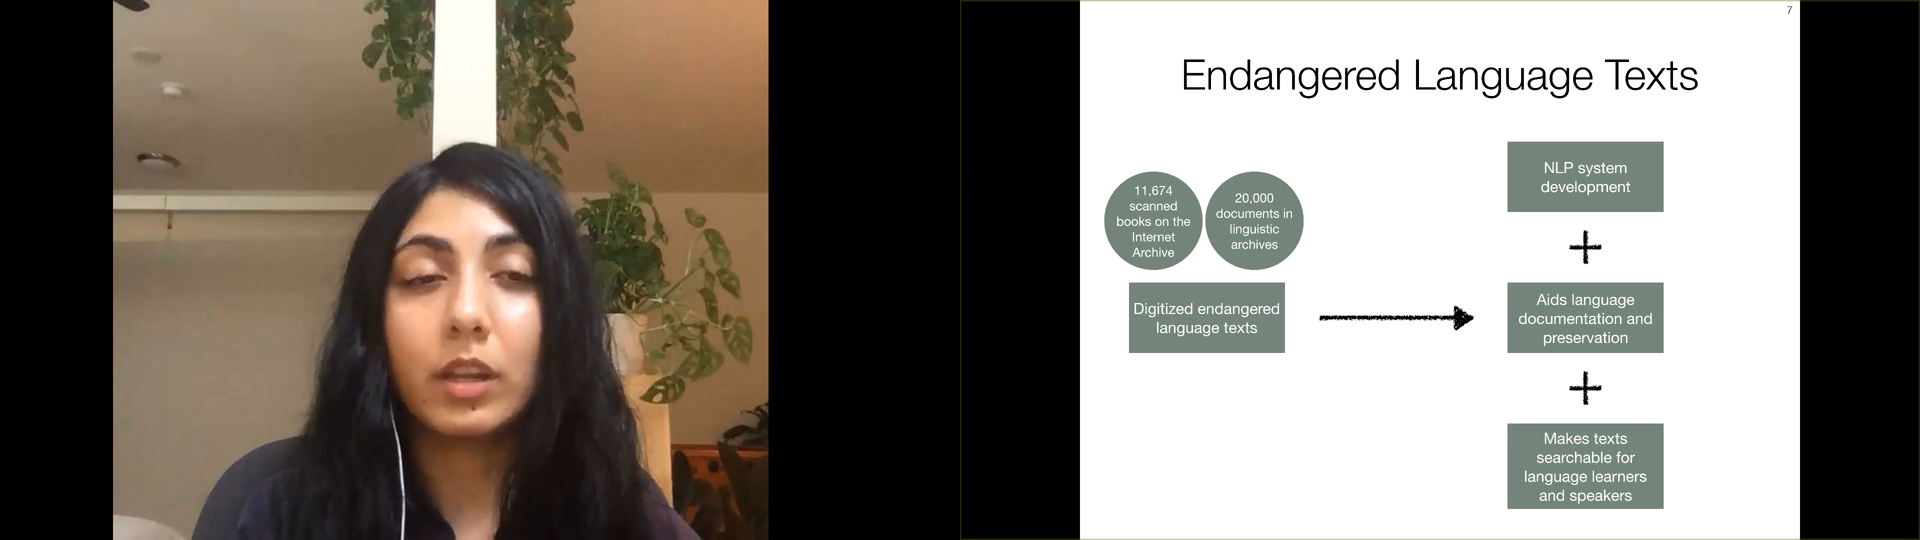 7
Endangered Language Texts
11,674
scanned
books on the
Internet
Archive
20,000
documents in
linguistic
archives
Digitized endangered
language texts
NLP system
development
+
Aids language
documentation and
preservation
+
Makes texts
searchable for
language learners
and speakers